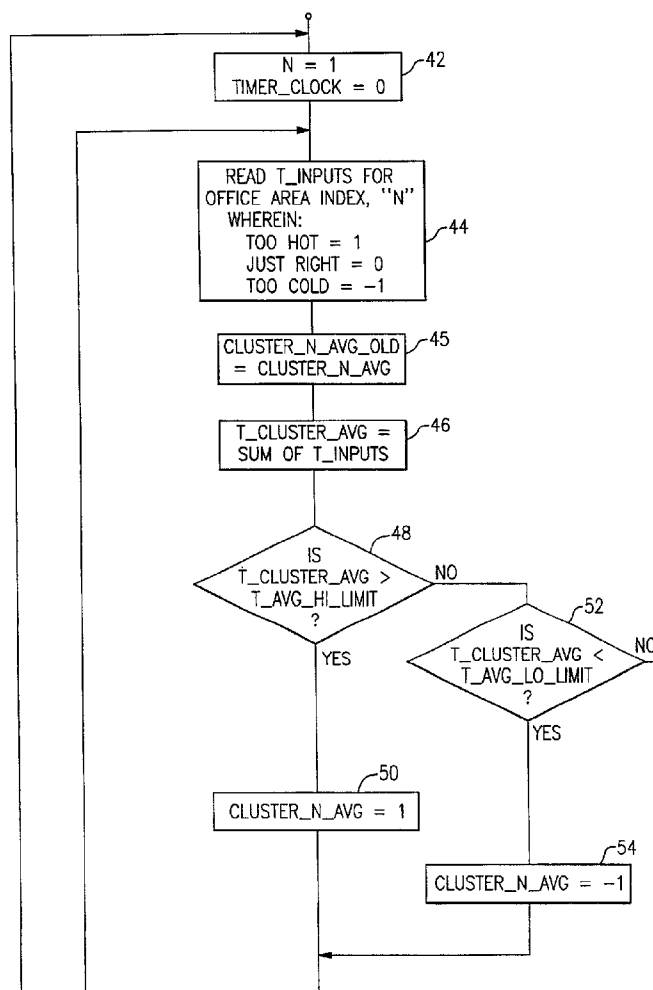 N = 1
TIMER_CLOCK = 0
42
READ T_INPUTS FOR
OFFICE AREA INDEX, "N"
WHEREIN:
TOO HOT = 1
JUST RIGHT = 0
TOO COLD = -1
44
CLUSTER_N_AVG_OLD
= CLUSTER_N_AVG
45
T_CLUSTER_AVG =
SUM OF T_INPUTS
46
48
IS
T_CLUSTER_AVG >
T_AVG_HI_LIMIT
?
NO
YES
52
IS
T_CLUSTER_AVG <
T_AVG_LO_LIMIT
?
NO
YES
50
CLUSTER_N_AVG = 1
54
CLUSTER_N_AVG = -1